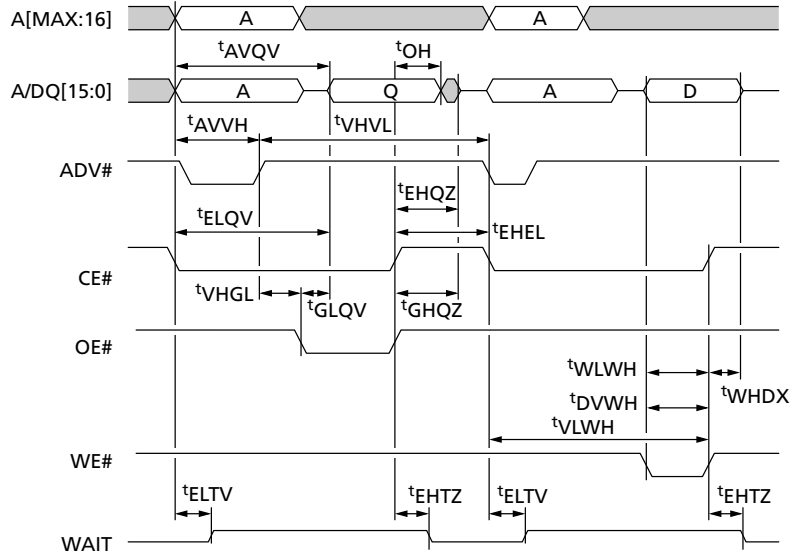 A[MAX:16] A A
tAVQV tOH
A/DQ[15:0] A Q A D
tAVVH tVHVL
ADV#
tEHQZ
tELQV tEHEL
CE#
tVHGL tGLQV tGHQZ
OE#
tWLWH
tWHDX
tDVWH
tVLWH
WE#
tELTV tEHTZ tELTV tEHTZ
WAIT